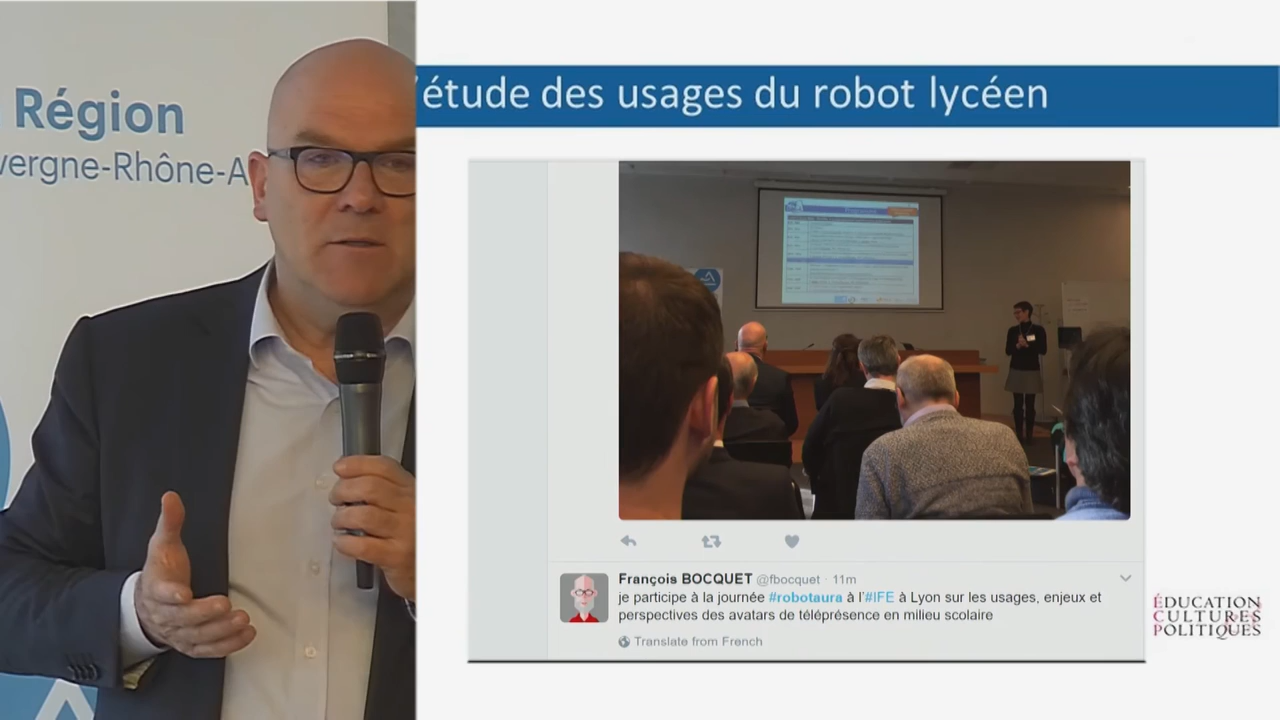 Région
vergne-Rhône-A
'étude des usages du robot lycéen
François BOCQUET @fbocquet · 11m
je participe à la journée #robotaura à l'#IFE à Lyon sur les usages, enjeux et
perspectives des avatars de téléprésence en milieu scolaire
Translate from French
ÉDUCATION
CULTURES
POLITIQUES